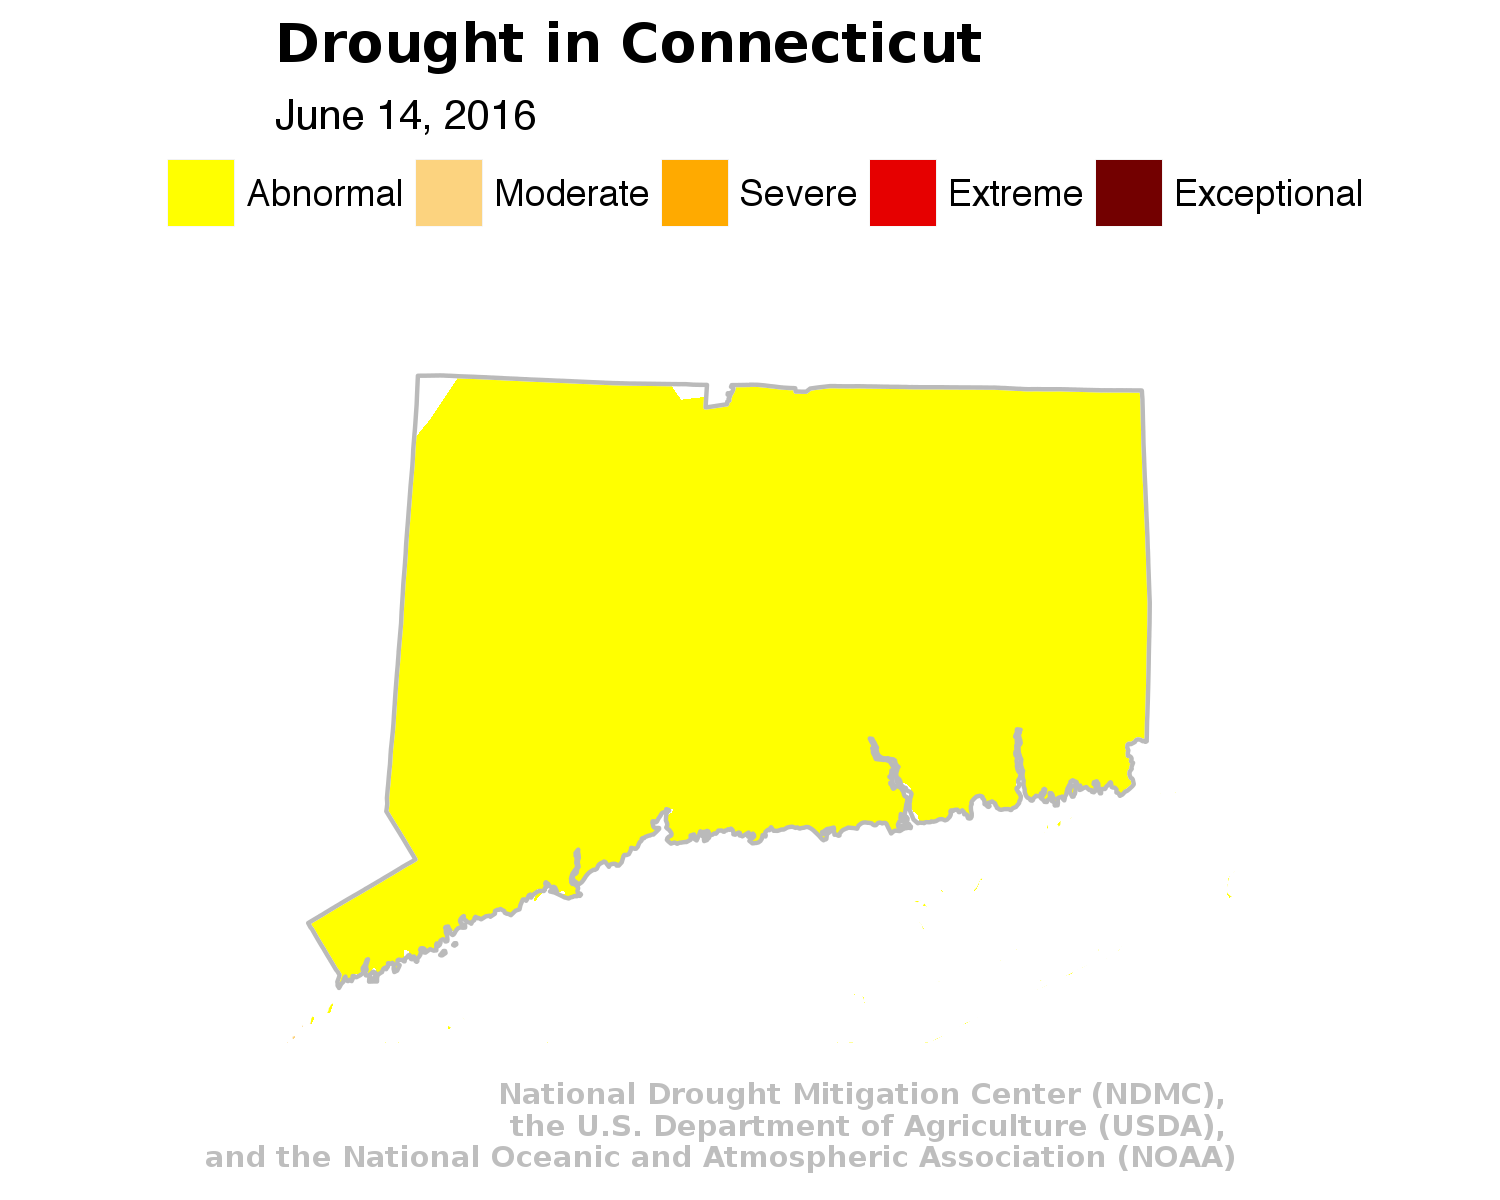 Drought in Connecticut
June 14, 2016
Abnormal Moderate Severe Extreme Exceptional
National Drought Mitigation Center (NDMC),
the U.S. Department of Agriculture (USDA),
and the National Oceanic and Atmospheric Association (NOAA)